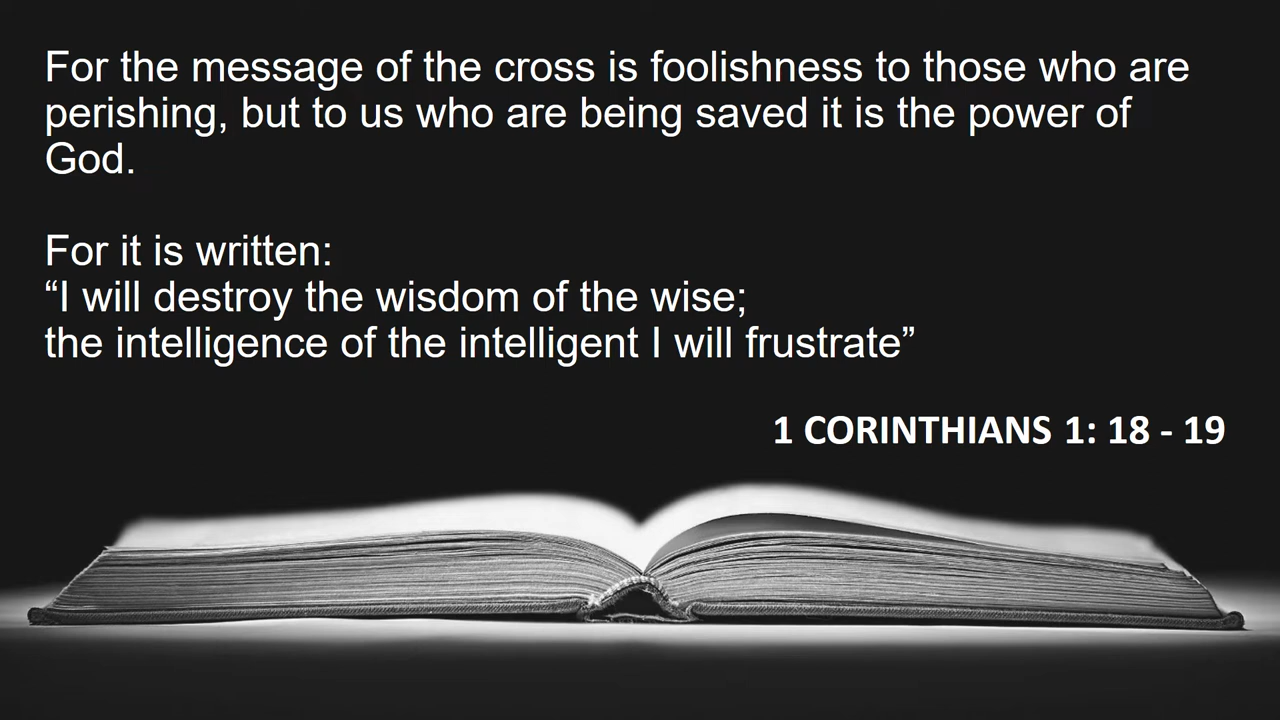 For the message of the cross is foolishness to those who are
perishing, but to us who are being saved it is the power of
God.
For it is written:
“I will destroy the wisdom of the wise;
the intelligence of the intelligent I will frustrate”
1 CORINTHIANS 1: 18 - 19